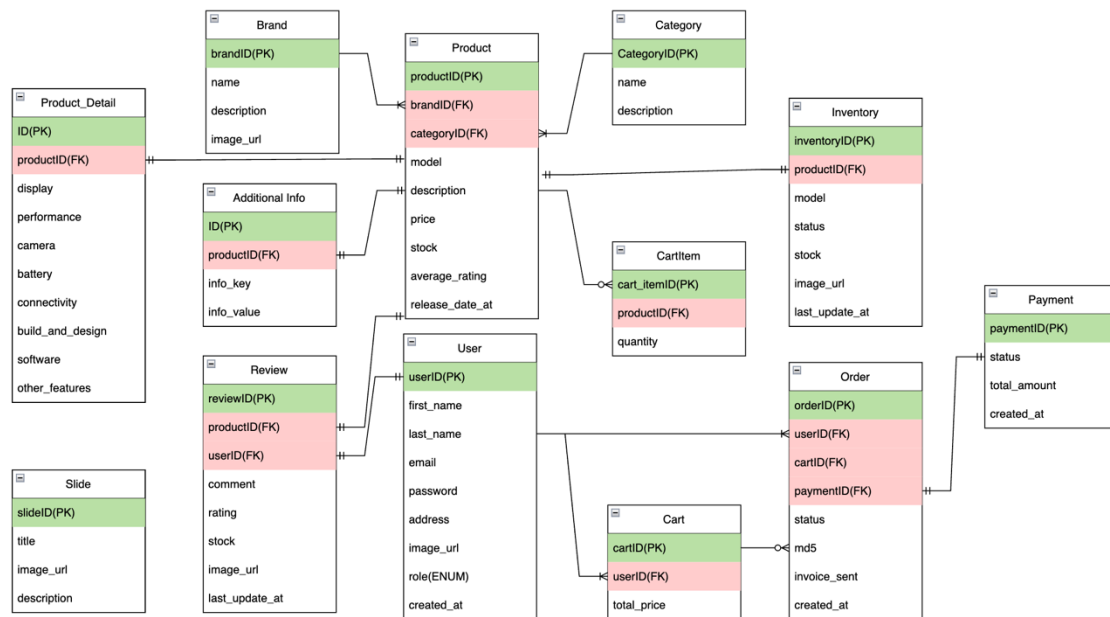 Brand
brandID(PK)
name
description
image_url
Product
productID(PK)
brandID(FK)
categoryID(FK)
model
description
price
stock
average_rating
release_date_at
Category
CategoryID(PK)
name
description
Product_Detail
ID(PK)
productID(FK)
display
performance
camera
battery
connectivity
build_and_design
software
other_features
Inventory
inventoryID(PK)
productID(FK)
model
status
stock
image_url
last_update_at
Additional Info
ID(PK)
productID(FK)
info_key
info_value
CartItem
cart_itemID(PK)
productID(FK)
quantity
Payment
paymentID(PK)
status
total_amount
created_at
Review
reviewID(PK)
productID(FK)
userID(FK)
comment
rating
stock
image_url
last_update_at
User
userID(PK)
first_name
last_name
email
password
address
image_url
role(ENUM)
created_at
Order
orderID(PK)
userID(FK)
cartID(FK)
paymentID(FK)
status
md5
invoice_sent
created_at
Slide
slideID(PK)
title
image_url
description
Cart
cartID(PK)
userID(FK)
total_price